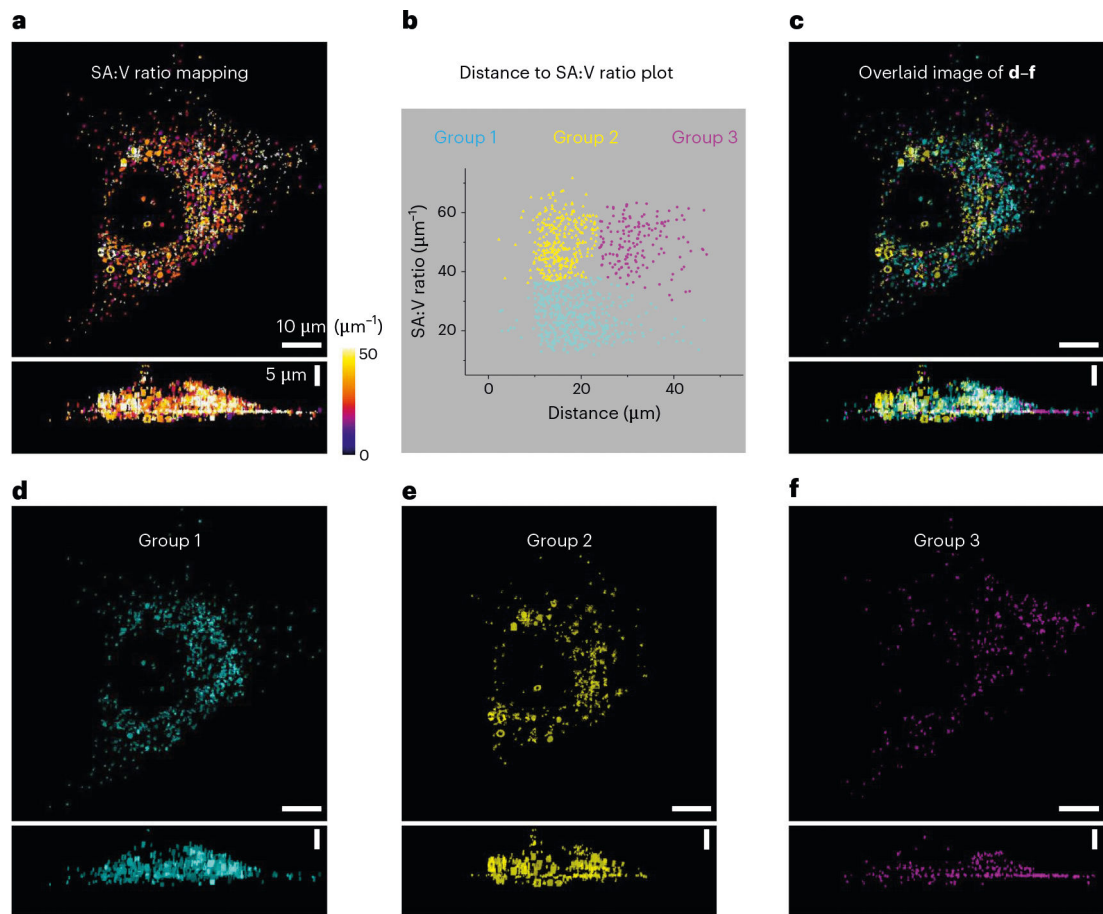 a
SA:V ratio mapping
10 μm (μm⁻¹)
50
0
5 μm
b
Distance to SA:V ratio plot
Group 1 Group 2 Group 3
SA:V ratio (μm⁻¹)
60
40
20
0 20 40
Distance (μm)
c
Overlaid image of d–f
d
Group 1
e
Group 2
f
Group 3